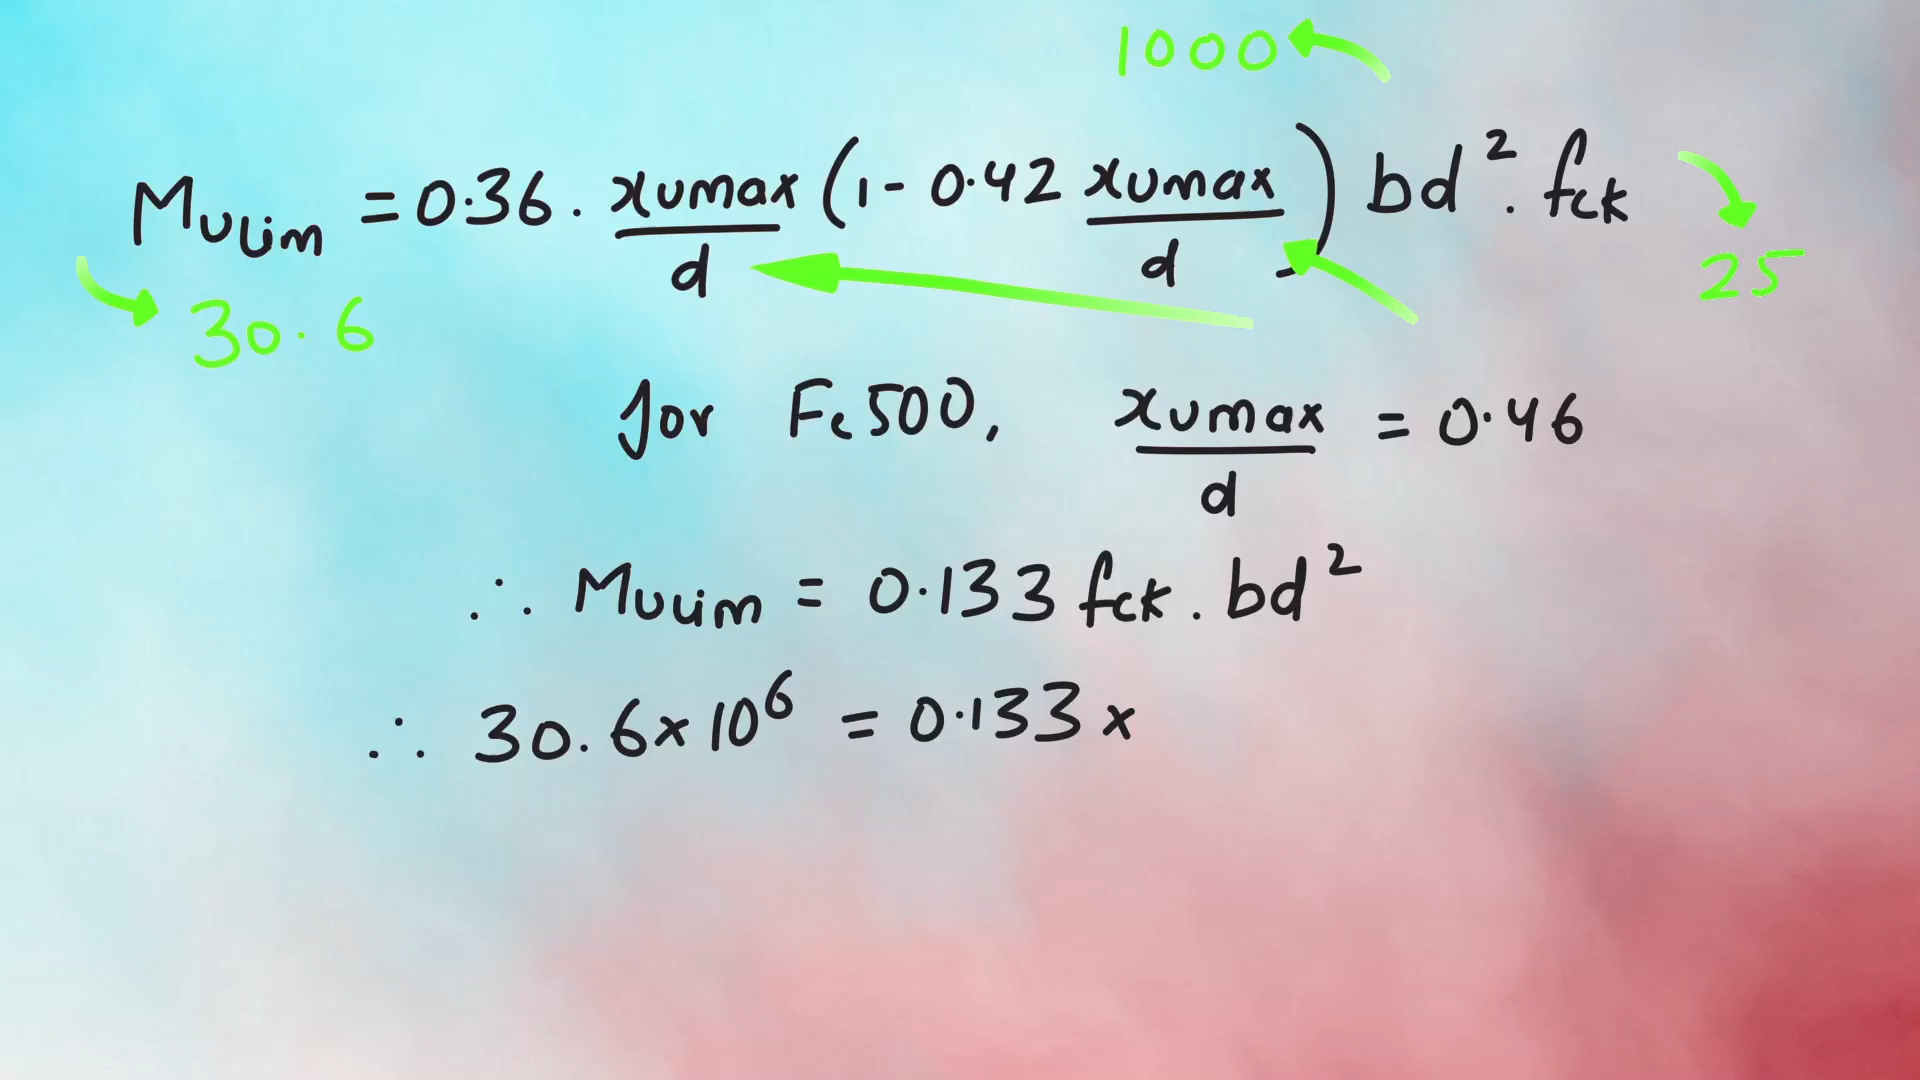 1000
Mulim = 0.36 . xumax/d (1 - 0.42 xumax/d) bd² . fck
30.6
25
for Fe500, xumax/d = 0.46
∴ Mulim = 0.133 fck . bd²
∴ 30.6 x 10⁶ = 0.133 x